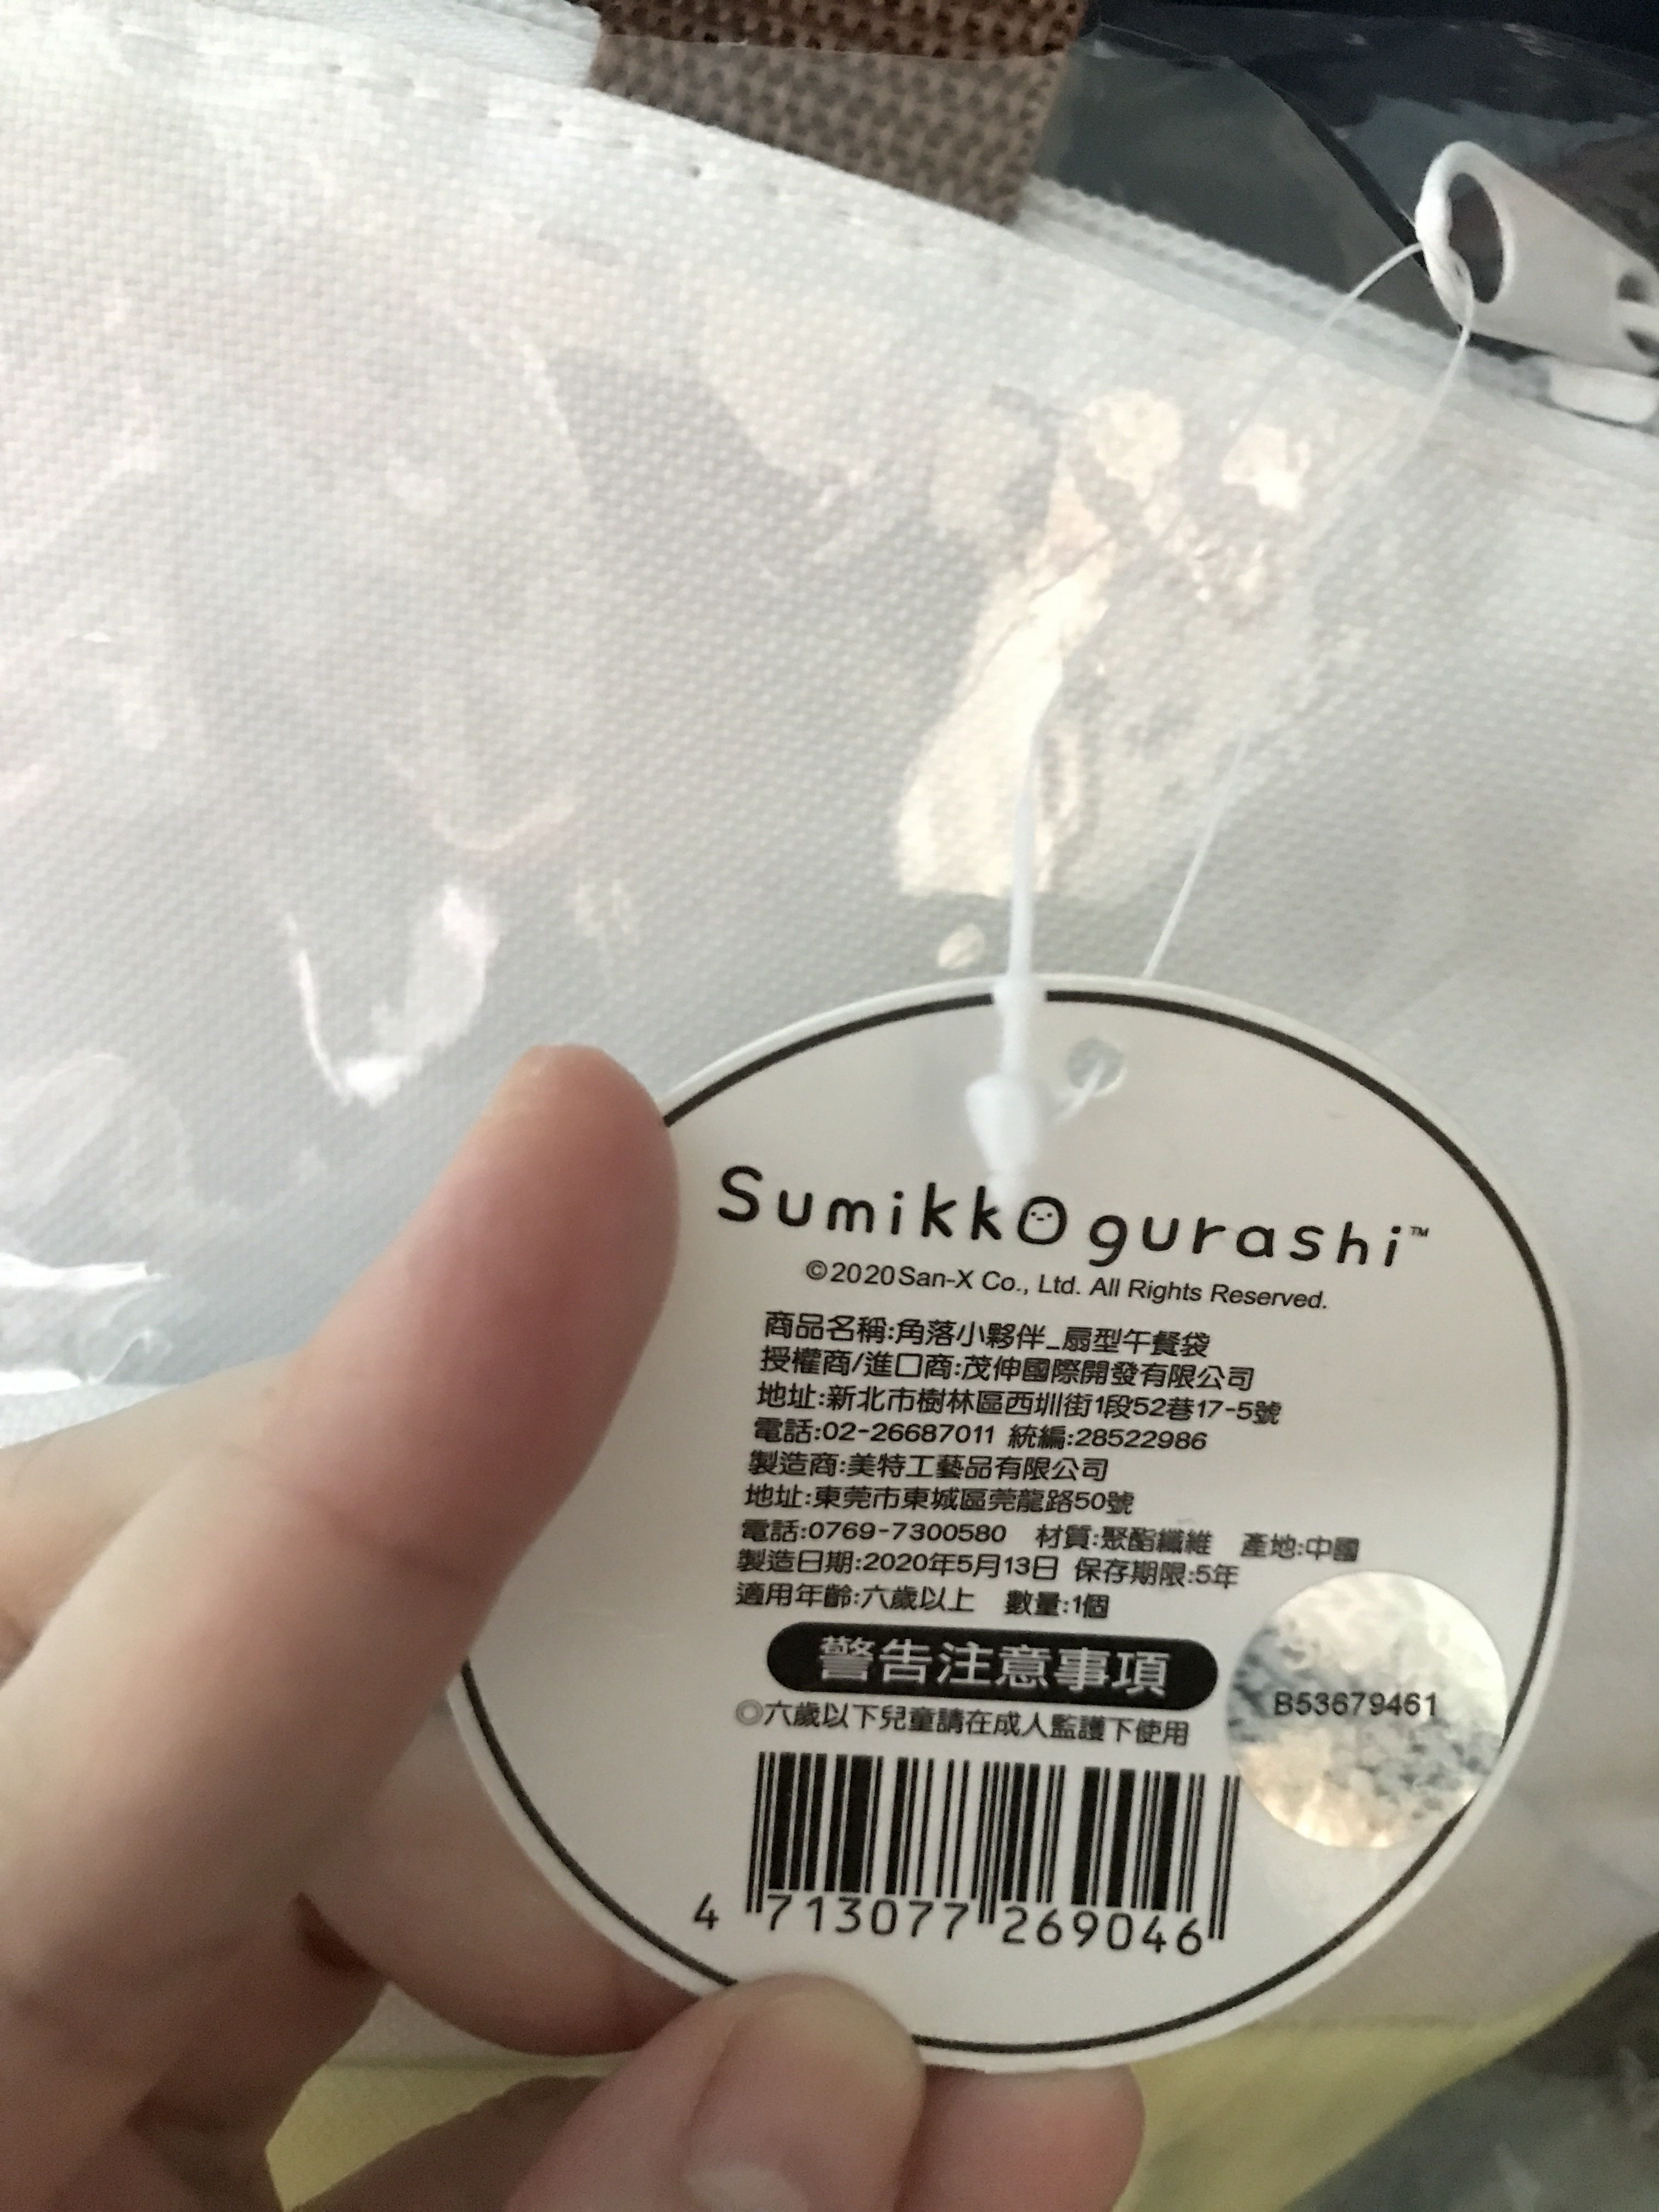 Sumikkogurashi™
©2020San-X Co., Ltd. All Rights Reserved.
商品名稱:角落小夥伴_扇型午餐袋
授權商/進口商:茂伸國際開發有限公司
地址:新北市樹林區西圳街1段52巷17-5號
電話:02-26687011 統編:28522986
製造商:美特工藝品有限公司
地址:東莞市東城區莞龍路50號
電話:0769-7300580 材質:聚酯纖維 產地:中國
製造日期:2020年5月13日 保存期限:5年
適用年齡:六歲以上 數量:1個
警告注意事項
◎六歲以下兒童請在成人監護下使用
B53679461
4 713077 269046